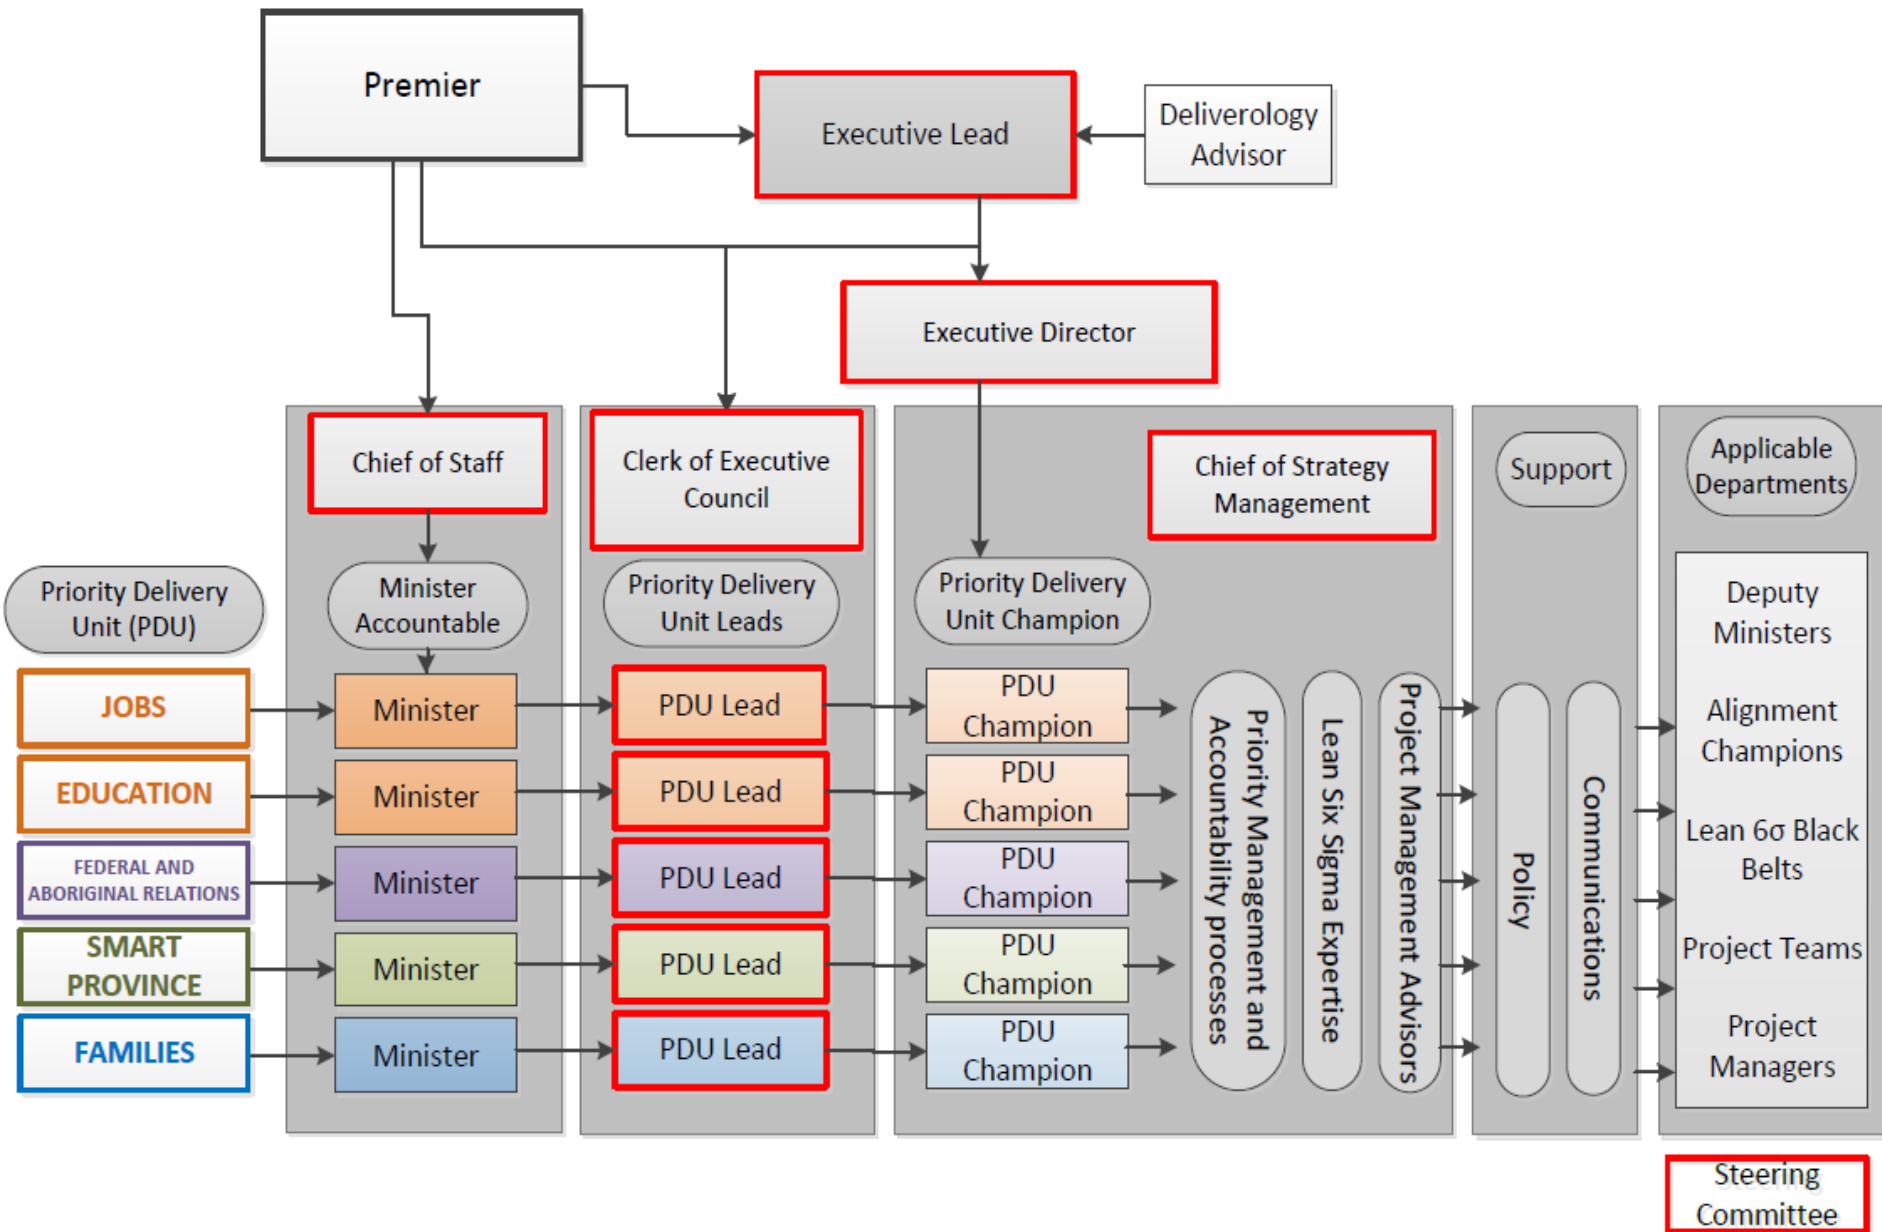 Premier
Executive Lead
Deliverology
Advisor
Executive Director
Chief of Staff
Clerk of Executive
Council
Chief of Strategy
Management
Support
Applicable
Departments
Priority Delivery
Unit (PDU)
Minister
Accountable
Priority Delivery
Unit Leads
Priority Delivery
Unit Champion
JOBS
Minister
PDU Lead
PDU
Champion
EDUCATION
Minister
PDU Lead
PDU
Champion
FEDERAL AND
ABORIGINAL RELATIONS
Minister
PDU Lead
PDU
Champion
SMART
PROVINCE
Minister
PDU Lead
PDU
Champion
FAMILIES
Minister
PDU Lead
PDU
Champion
Priority Management and
Accountability processes
Lean Six Sigma Expertise
Project Management Advisors
Policy
Communications
Deputy
Ministers
Alignment
Champions
Lean 6σ Black
Belts
Project Teams
Project
Managers
Steering
Committee